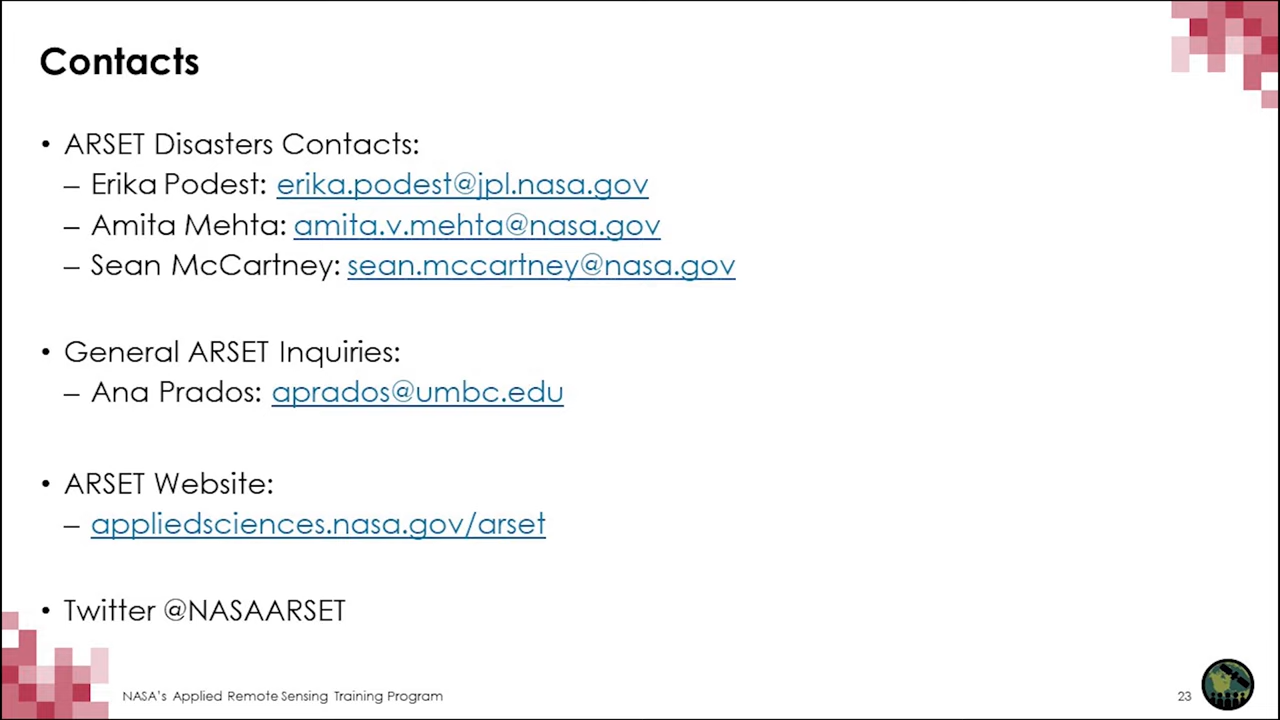 Contacts
• ARSET Disasters Contacts:
– Erika Podest: erika.podest@jpl.nasa.gov
– Amita Mehta: amita.v.mehta@nasa.gov
– Sean McCartney: sean.mccartney@nasa.gov
• General ARSET Inquiries:
– Ana Prados: aprados@umbc.edu
• ARSET Website:
– appliedsciences.nasa.gov/arset
• Twitter @NASAARSET
NASA's Applied Remote Sensing Training Program
23